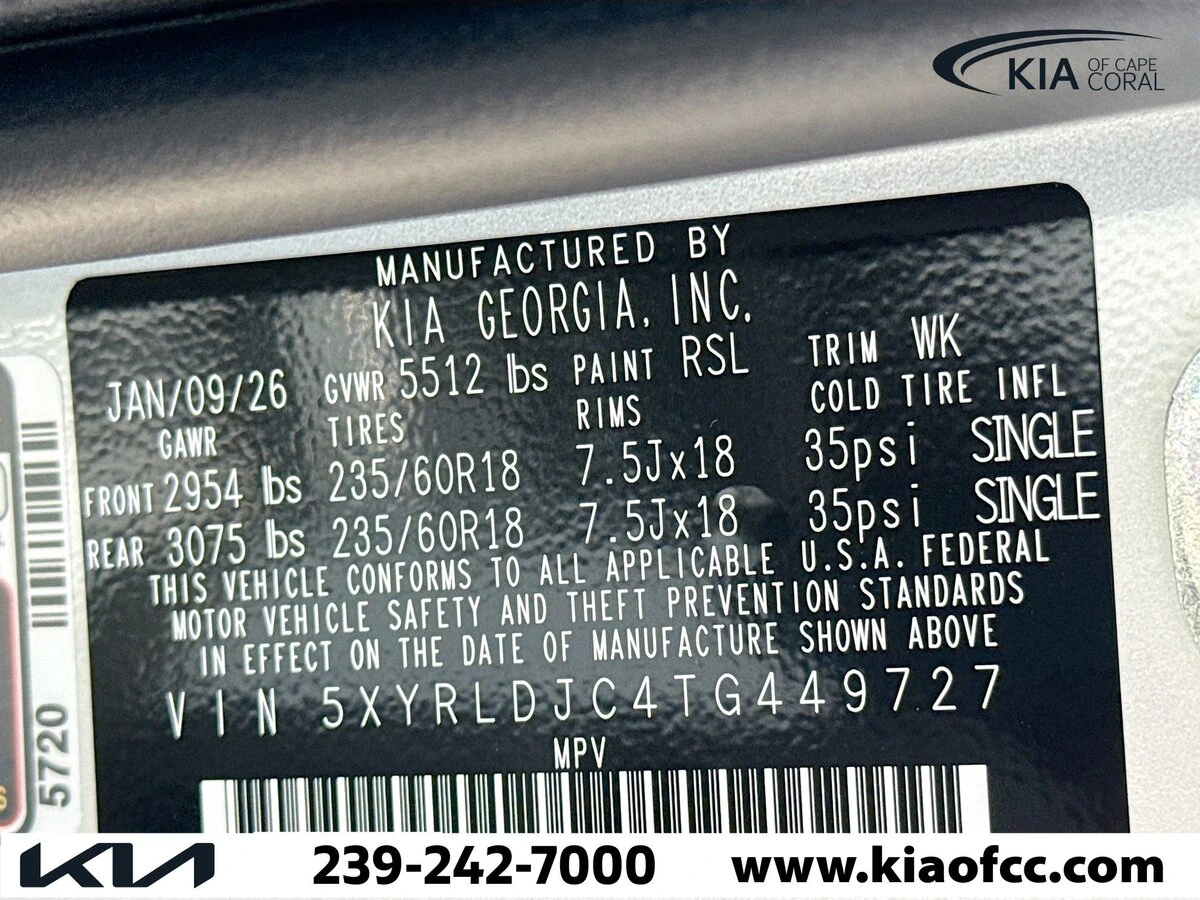 KIA OF CAPE CORAL
MANUFACTURED BY
KIA GEORGIA, INC.
JAN/09/26 GVWR 5512 lbs PAINT RSL TRIM WK
GAWR TIRES RIMS COLD TIRE INFL
FRONT 2954 lbs 235/60R18 7.5Jx18 35psi SINGLE
REAR 3075 lbs 235/60R18 7.5Jx18 35psi SINGLE
THIS VEHICLE CONFORMS TO ALL APPLICABLE U.S.A. FEDERAL
MOTOR VEHICLE SAFETY AND THEFT PREVENTION STANDARDS
IN EFFECT ON THE DATE OF MANUFACTURE SHOWN ABOVE
VIN 5XYRLDJC4TG449727
MPV
57720
KIA 239-242-7000 www.kiaofcc.com